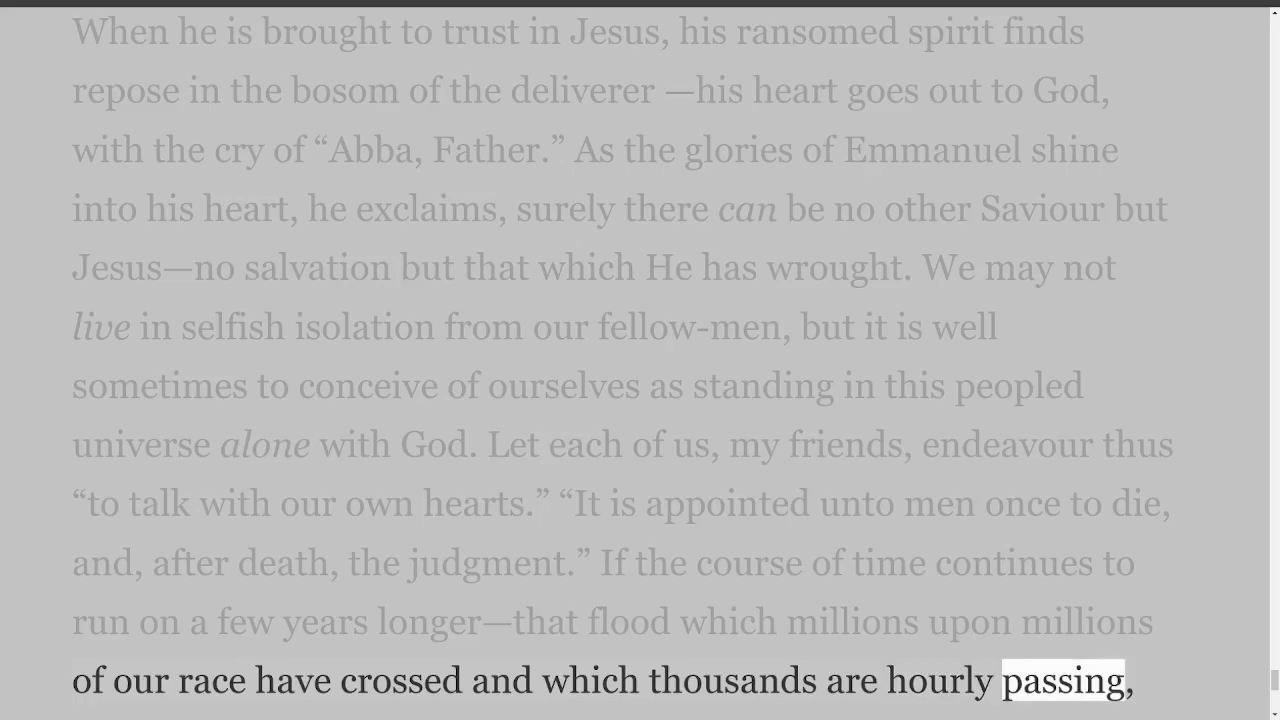 When he is brought to trust in Jesus, his ransomed spirit finds
repose in the bosom of the deliverer —his heart goes out to God,
with the cry of “Abba, Father.” As the glories of Emmanuel shine
into his heart, he exclaims, surely there can be no other Saviour but
Jesus—no salvation but that which He has wrought. We may not
live in selfish isolation from our fellow-men, but it is well
sometimes to conceive of ourselves as standing in this peopled
universe alone with God. Let each of us, my friends, endeavour thus
“to talk with our own hearts.” “It is appointed unto men once to die,
and, after death, the judgment.” If the course of time continues to
run on a few years longer—that flood which millions upon millions
of our race have crossed and which thousands are hourly passing,